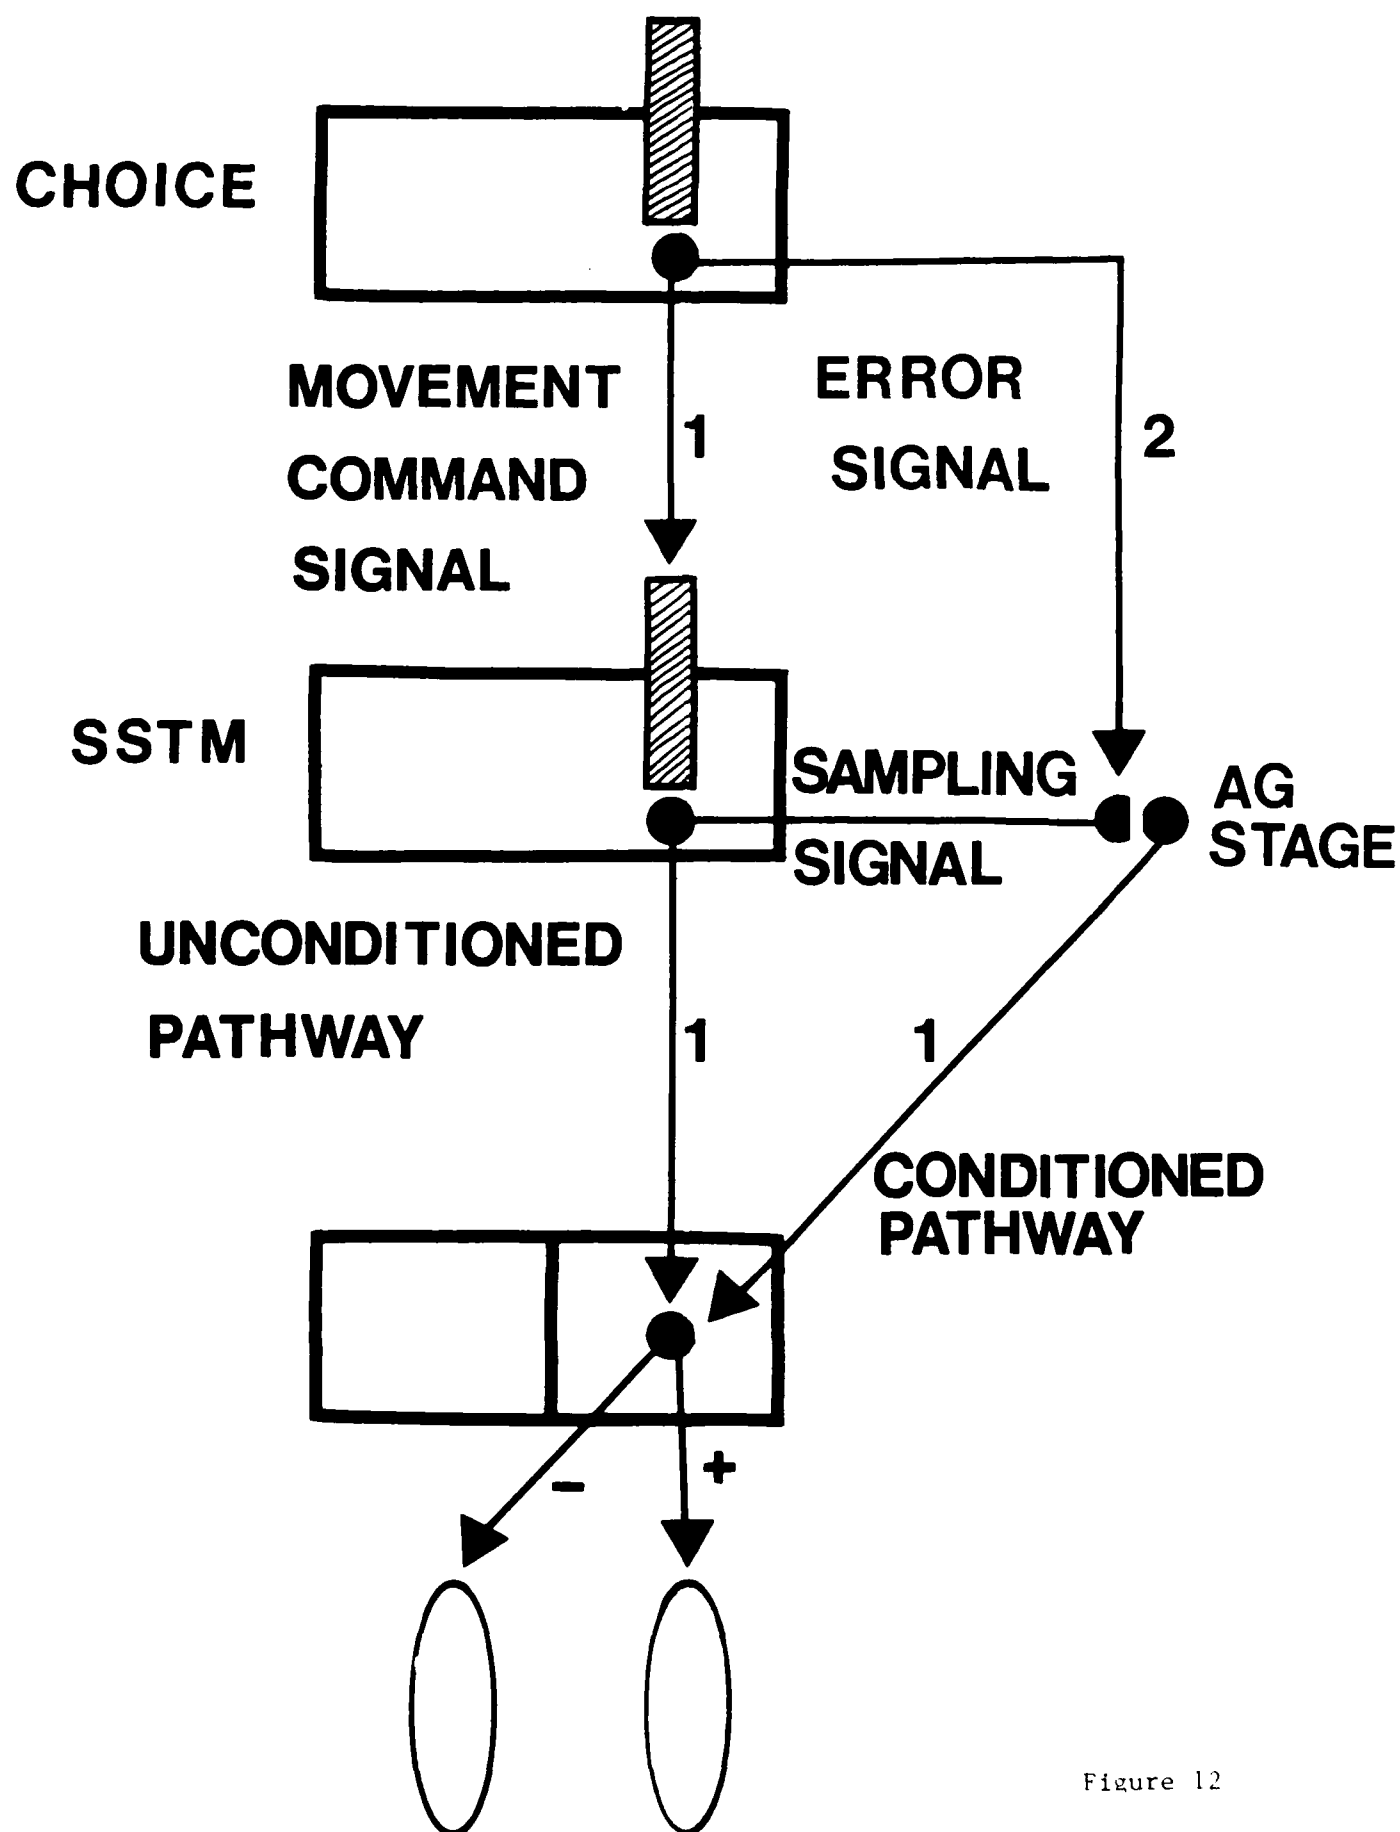 CHOICE
MOVEMENT
COMMAND
SIGNAL
1
ERROR
SIGNAL
2
SSTM
SAMPLING
SIGNAL
AG
STAGE
UNCONDITIONED
PATHWAY
1
1
CONDITIONED
PATHWAY
-
+
Figure 12